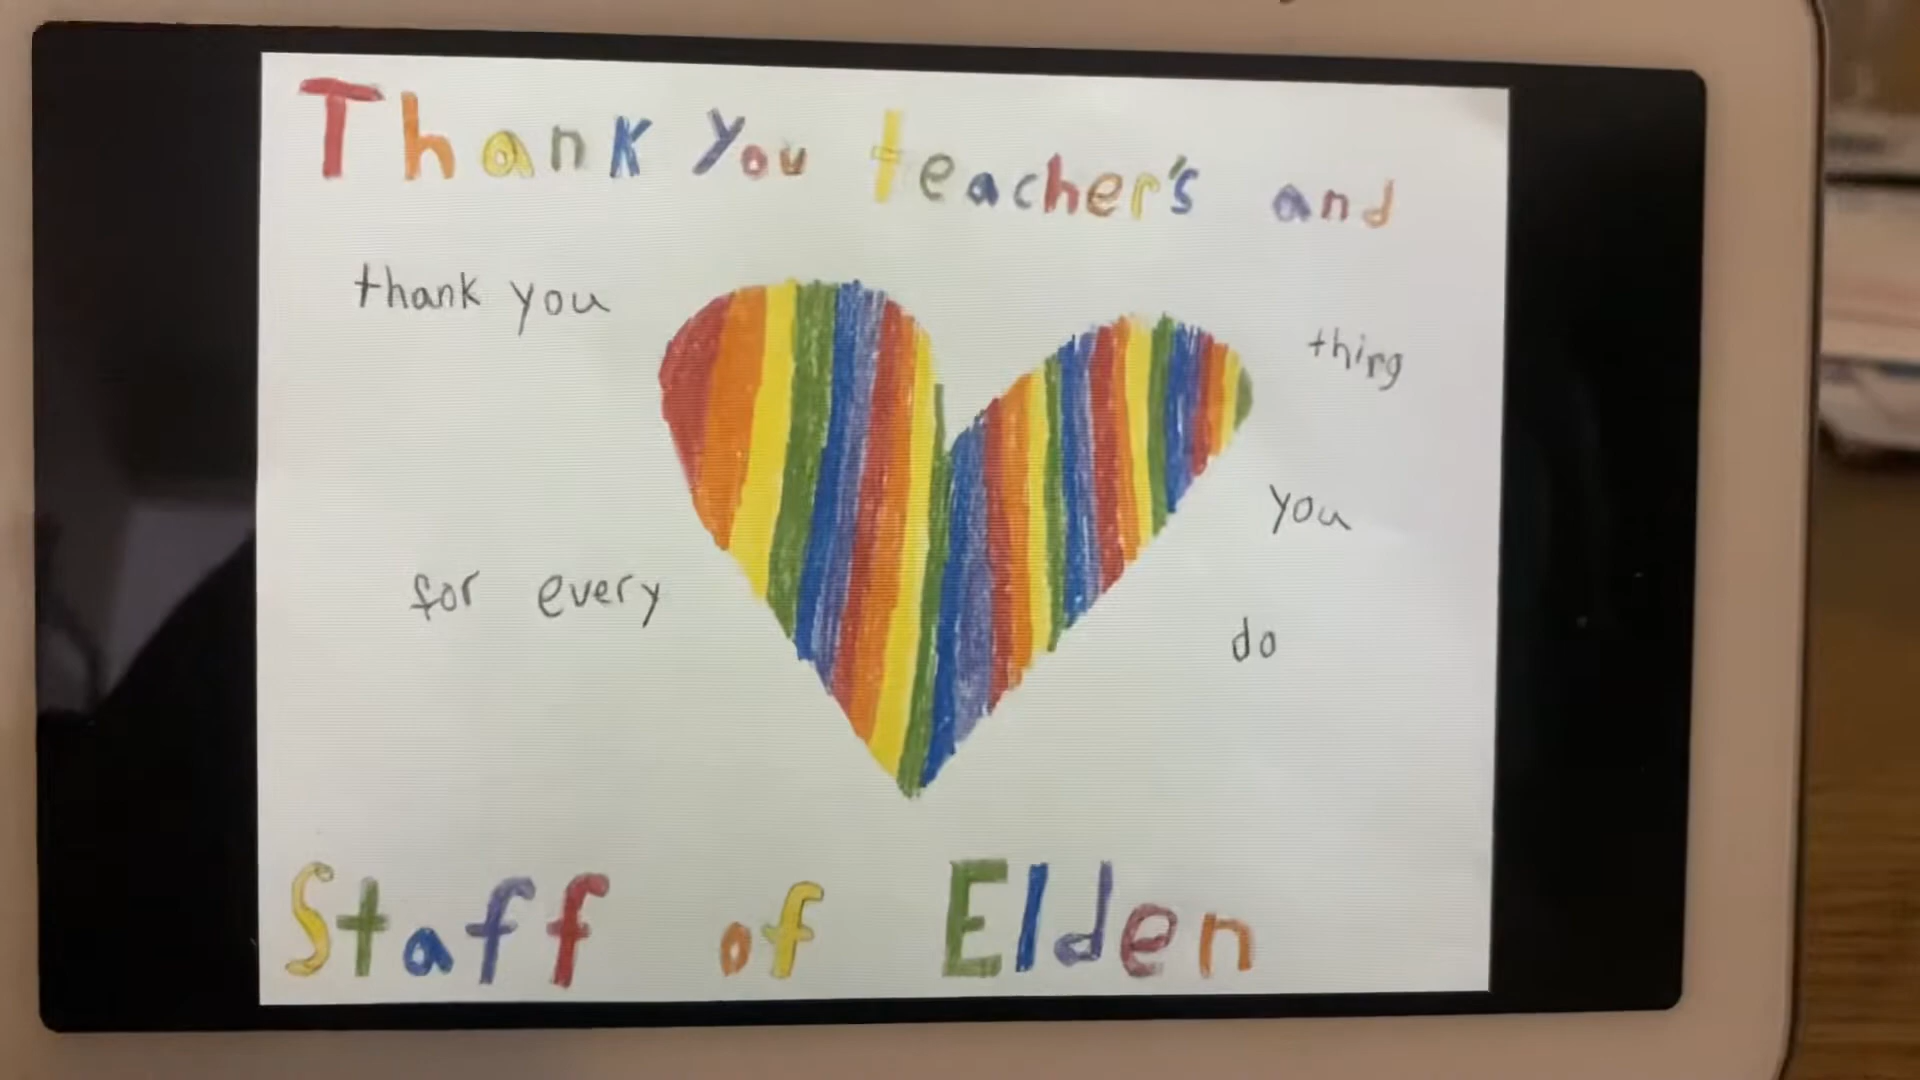 Thank You teacher's and
thank you
for every
thing
you
do
Staff of Elden